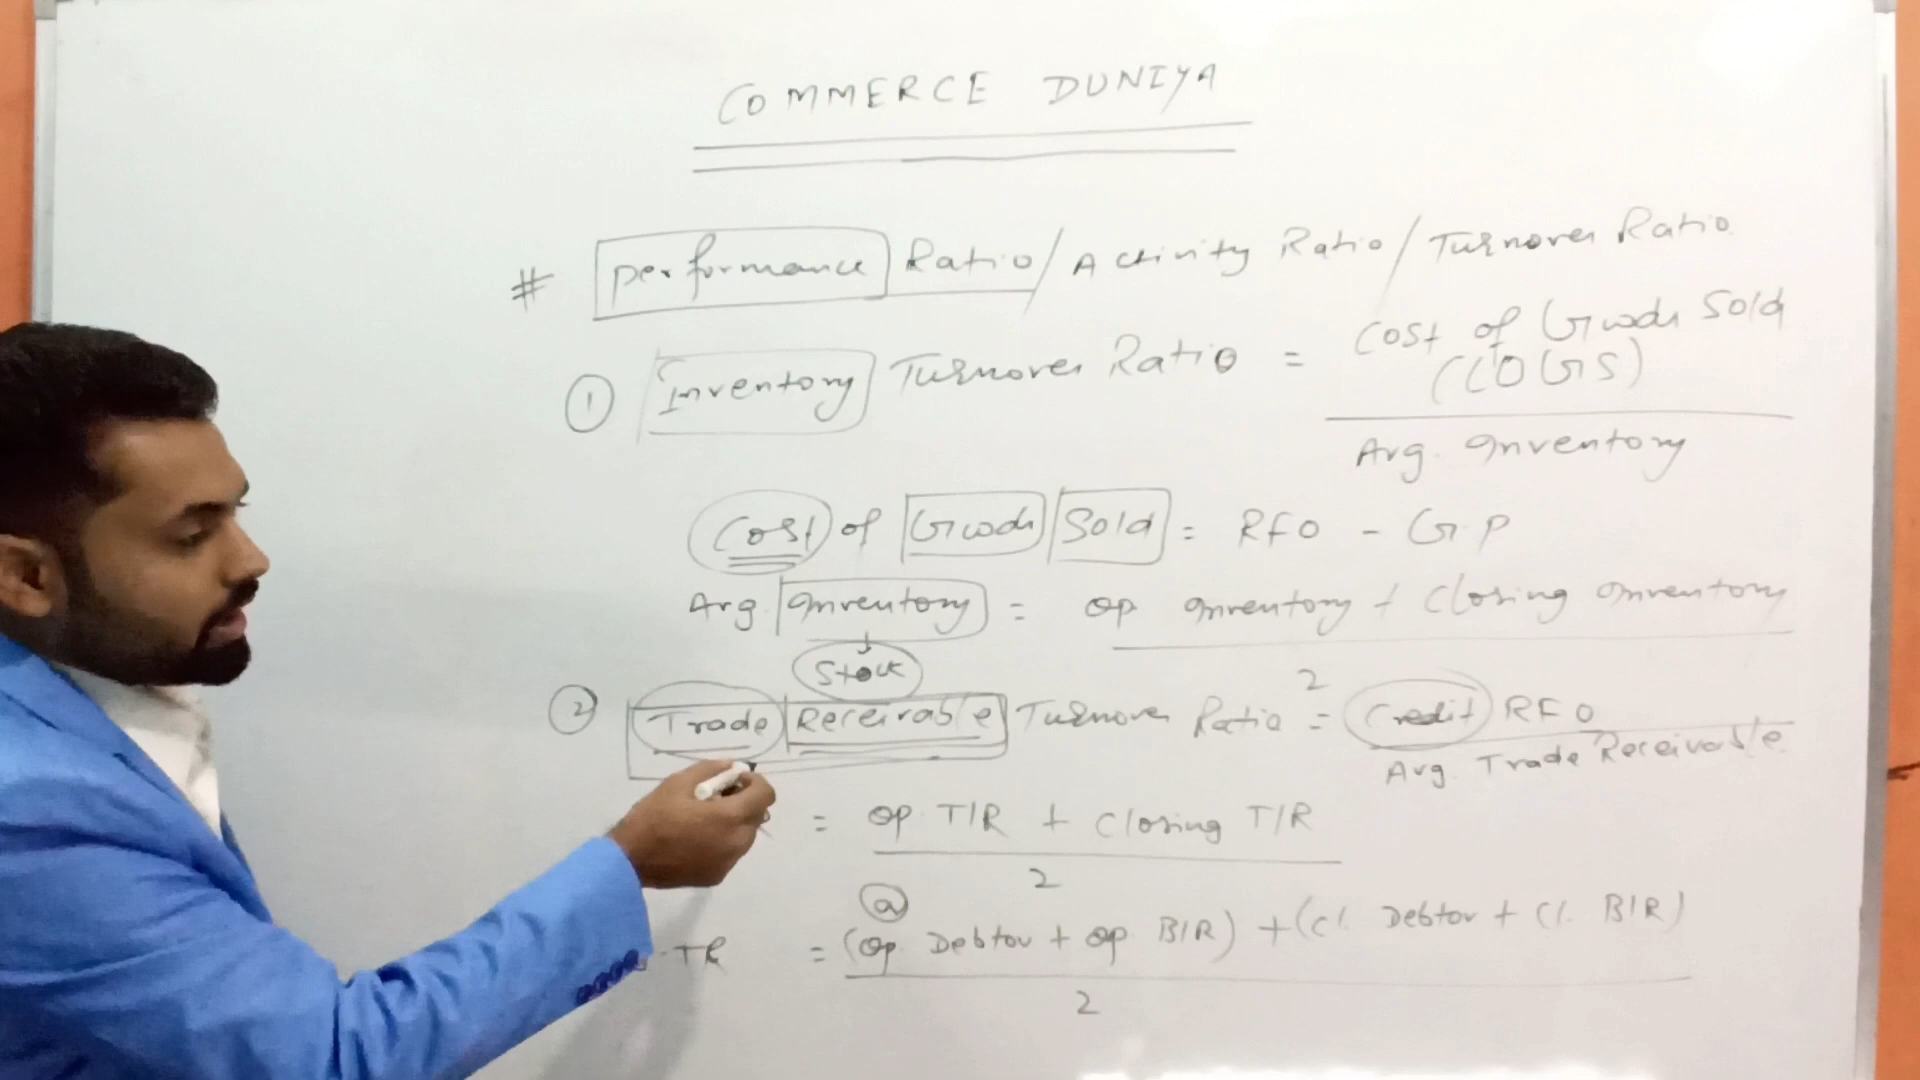 COMMERCE DUNIYA
# Performance Ratio / Activity Ratio / Turnover Ratio
① Inventory Turnover Ratio = Cost of Goods Sold
(COGS)
Avg. Inventory
Cost of Goods Sold = RFO - G.P
Avg Inventory = op inventory + Closing inventory
2
Stock
② Trade Receivable Turnover Ratio = Credit RFO
Avg. Trade Receivable
= op T/R + Closing T/R
2
@
TR = (op. Debtor + op B/R) + (cl. Debtor + cl. B/R)
2